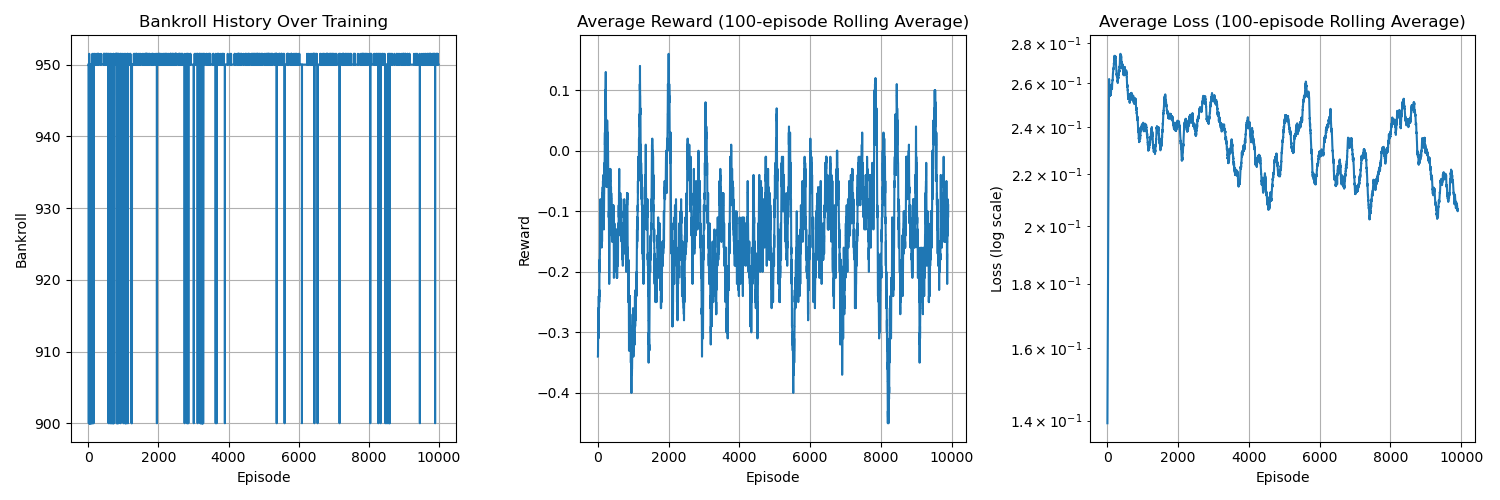 Bankroll History Over Training
950
940
930
920
910
900
Bankroll
0
2000
4000
6000
8000
10000
Episode
Average Reward (100-episode Rolling Average)
0.1
0.0
−0.1
−0.2
−0.3
−0.4
Reward
0
2000
4000
6000
8000
10000
Episode
Average Loss (100-episode Rolling Average)
2.8 × 10⁻¹
2.6 × 10⁻¹
2.4 × 10⁻¹
2.2 × 10⁻¹
2 × 10⁻¹
1.8 × 10⁻¹
1.6 × 10⁻¹
1.4 × 10⁻¹
Loss (log scale)
0
2000
4000
6000
8000
10000
Episode